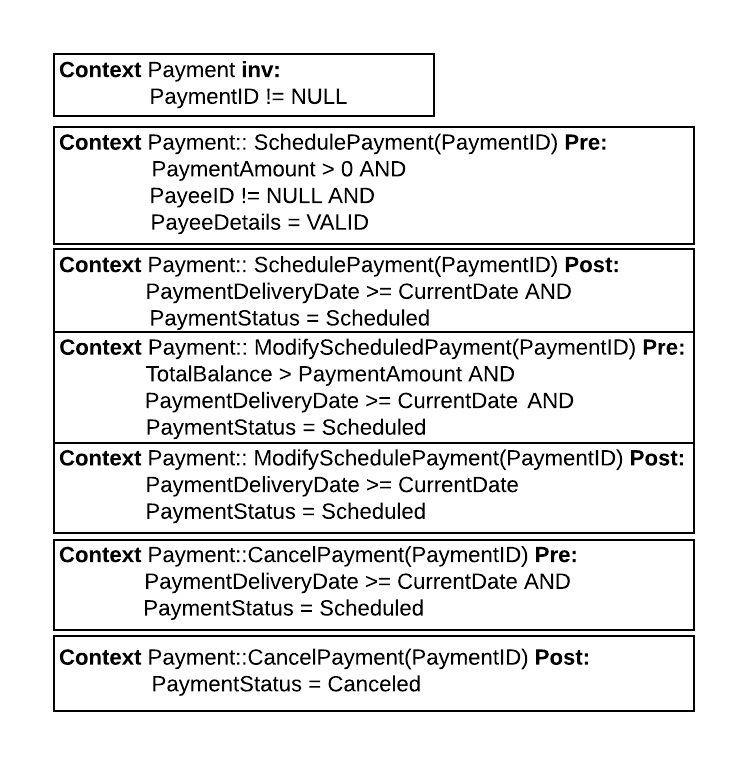 Context Payment inv:
PaymentID != NULL
Context Payment:: SchedulePayment(PaymentID) Pre:
PaymentAmount > 0 AND
PayeeID != NULL AND
PayeeDetails = VALID
Context Payment:: SchedulePayment(PaymentID) Post:
PaymentDeliveryDate >= CurrentDate AND
PaymentStatus = Scheduled
Context Payment:: ModifyScheduledPayment(PaymentID) Pre:
TotalBalance > PaymentAmount AND
PaymentDeliveryDate >= CurrentDate AND
PaymentStatus = Scheduled
Context Payment:: ModifySchedulePayment(PaymentID) Post:
PaymentDeliveryDate >= CurrentDate
PaymentStatus = Scheduled
Context Payment::CancelPayment(PaymentID) Pre:
PaymentDeliveryDate >= CurrentDate AND
PaymentStatus = Scheduled
Context Payment::CancelPayment(PaymentID) Post:
PaymentStatus = Canceled